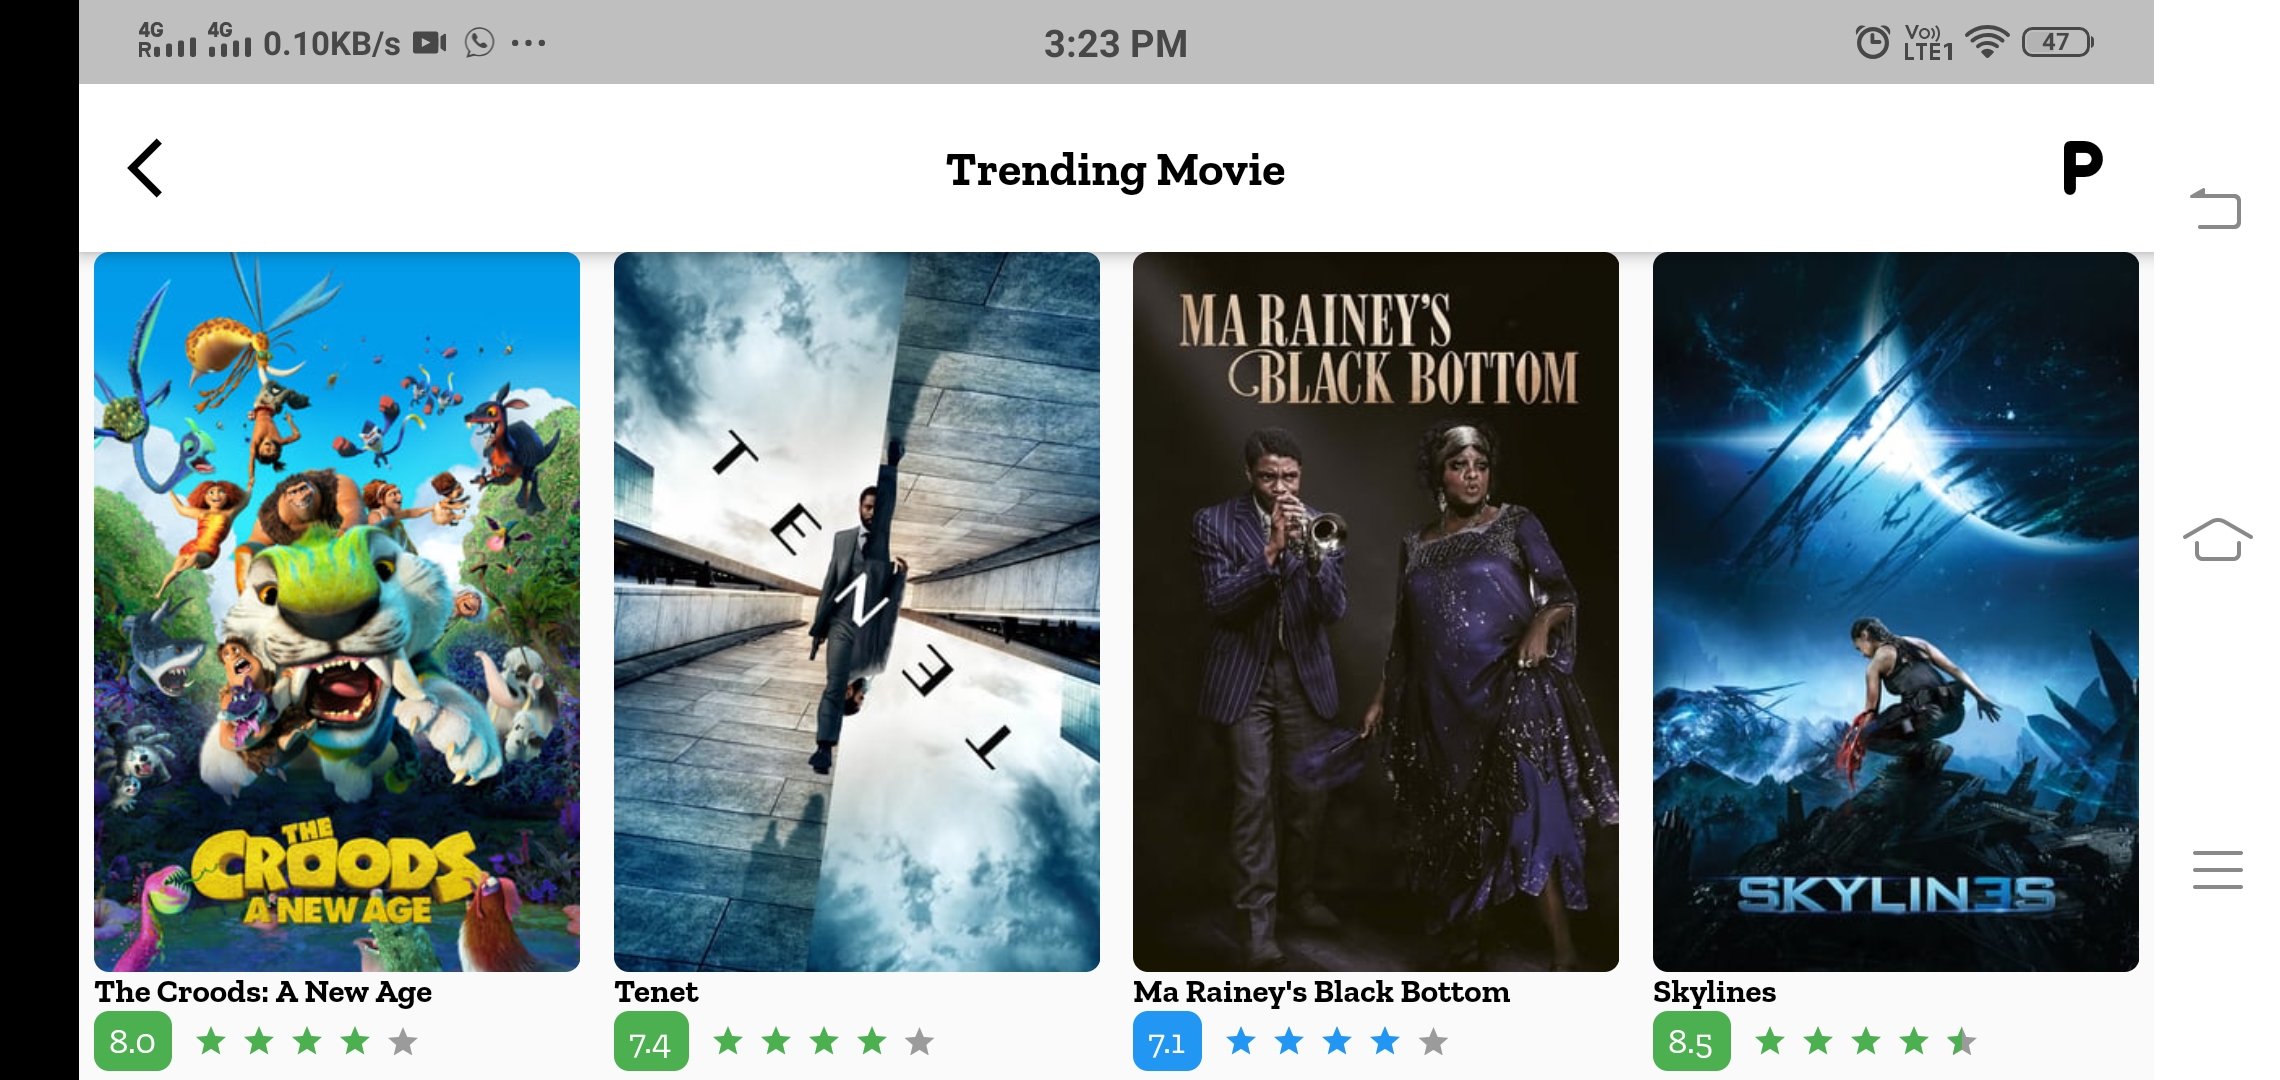 4G R 4G 0.10KB/s 3:23 PM Vo)) LTE1 47
Trending Movie P
MA RAINEY'S
BLACK BOTTOM
TENET
THE
CROODS
A NEW AGE
SKYLIN3S
The Croods: A New Age Tenet Ma Rainey's Black Bottom Skylines
8.0 7.4 7.1 8.5